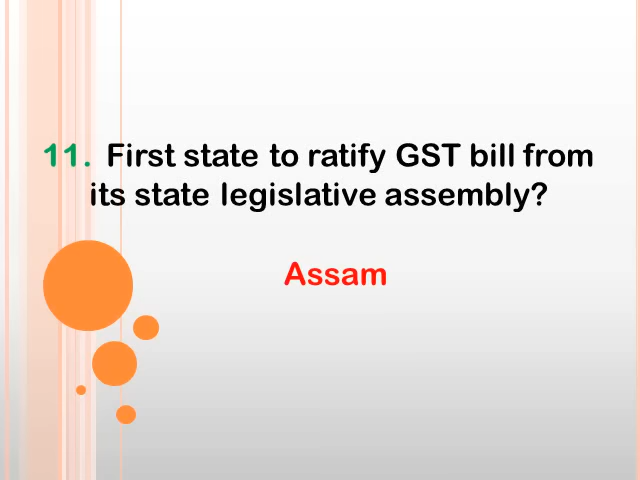 11. First state to ratify GST bill from
its state legislative assembly?
Assam